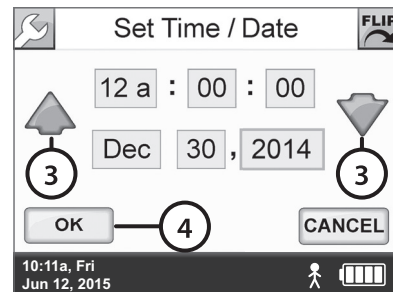 Set Time / Date
FLIP
12 a : 00 : 00
Dec 30 , 2014
3
3
OK
4
CANCEL
10:11a, Fri
Jun 12, 2015